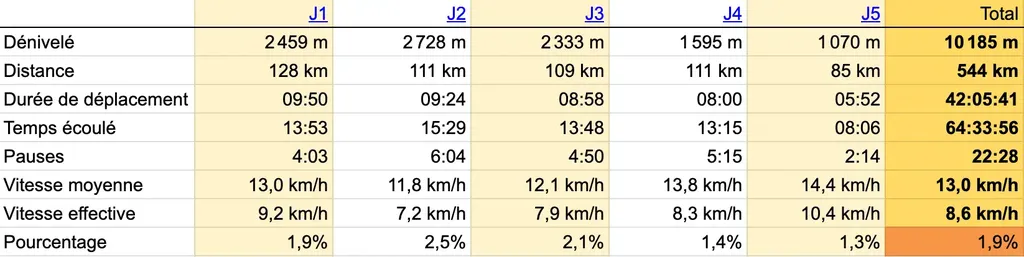 J1 J2 J3 J4 J5 Total
Dénivelé 2 459 m 2 728 m 2 333 m 1 595 m 1 070 m 10 185 m
Distance 128 km 111 km 109 km 111 km 85 km 544 km
Durée de déplacement 09:50 09:24 08:58 08:00 05:52 42:05:41
Temps écoulé 13:53 15:29 13:48 13:15 08:06 64:33:56
Pauses 4:03 6:04 4:50 5:15 2:14 22:28
Vitesse moyenne 13,0 km/h 11,8 km/h 12,1 km/h 13,8 km/h 14,4 km/h 13,0 km/h
Vitesse effective 9,2 km/h 7,2 km/h 7,9 km/h 8,3 km/h 10,4 km/h 8,6 km/h
Pourcentage 1,9% 2,5% 2,1% 1,4% 1,3% 1,9%